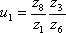 u₁ = z₈/z₁ z₃/z₆